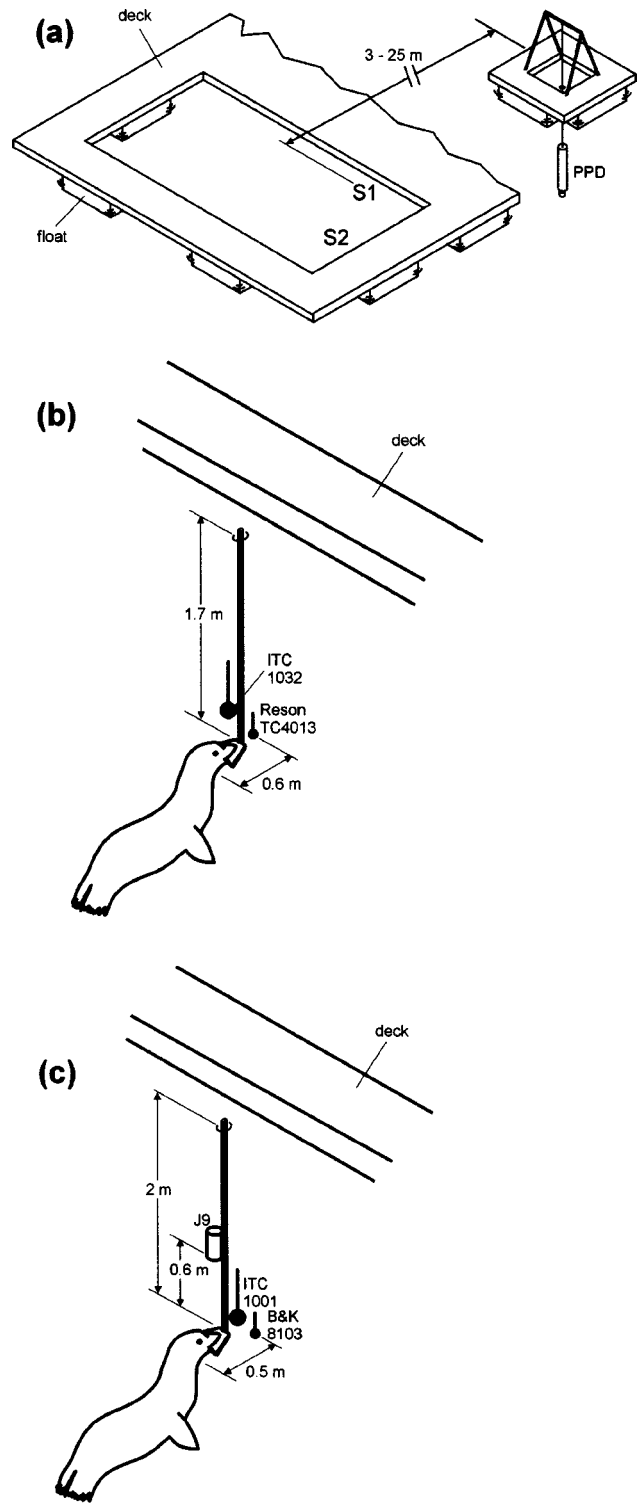 (a)
deck
3 - 25 m
PPD
S1
S2
float
(b)
deck
1.7 m
ITC
1032
Reson
TC4013
0.6 m
(c)
deck
2 m
J9
0.6 m
ITC
1001
B&K
8103
0.5 m